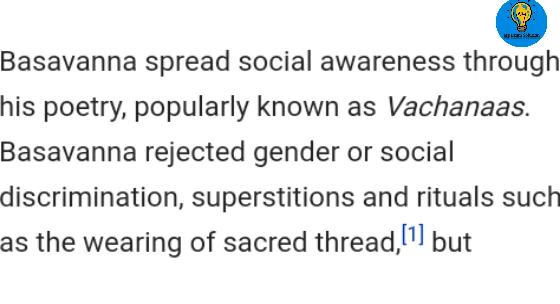 Basavanna spread social awareness through
his poetry, popularly known as Vachanaas.
Basavanna rejected gender or social
discrimination, superstitions and rituals such
as the wearing of sacred thread,[1] but